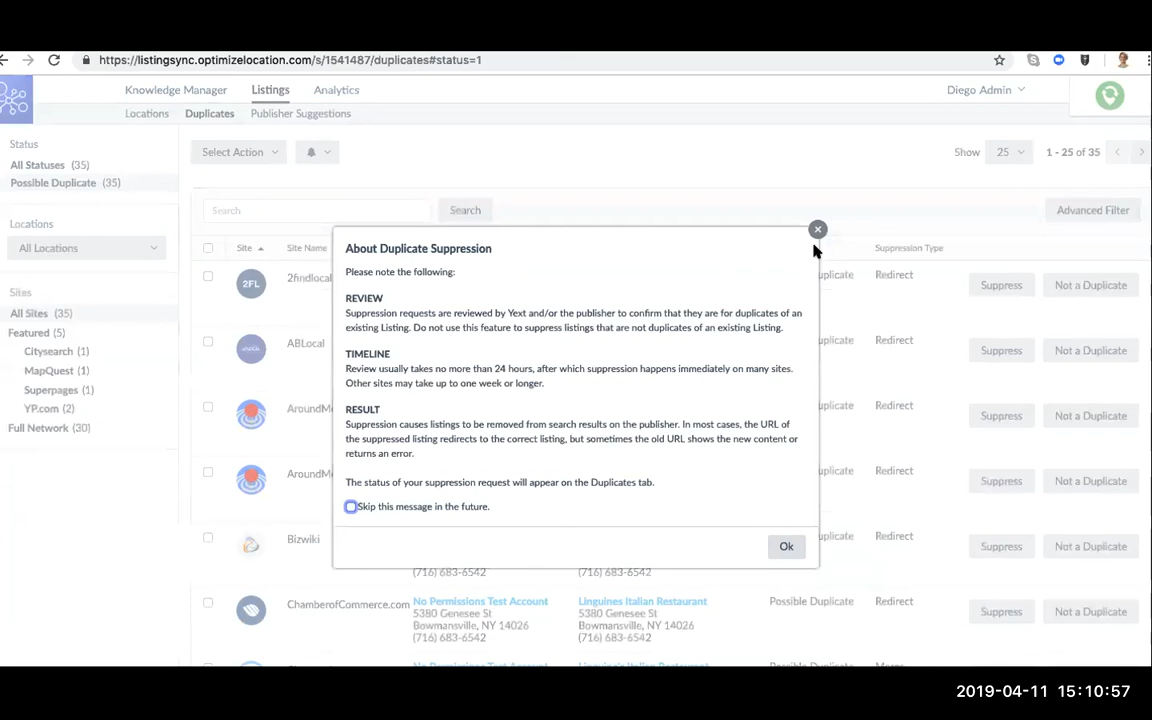 https://listingsync.optimizelocation.com/s/1541487/duplicates#status=1
Knowledge Manager Listings Analytics Diego Admin
Locations Duplicates Publisher Suggestions
Status
All Statuses (35)
Possible Duplicate (35)
Locations
All Locations
Sites
All Sites (35)
Featured (5)
Citysearch (1)
MapQuest (1)
Superpages (1)
YP.com (2)
Full Network (30)
Select Action Show 25 1 - 25 of 35
Search Search Advanced Filter
Site Site Name Suppression Type
2FL 2findlocal uplicate Redirect Suppress Not a Duplicate
ABLocal uplicate Redirect Suppress Not a Duplicate
AroundMe uplicate Redirect Suppress Not a Duplicate
AroundMe uplicate Redirect Suppress Not a Duplicate
Bizwiki uplicate Redirect Suppress Not a Duplicate
(716) 683-6542 (716) 683-6542
ChamberofCommerce.com No Permissions Test Account Linguines Italian Restaurant Possible Duplicate Redirect Suppress Not a Duplicate
5380 Genesee St 5380 Genesee St
Bowmansville, NY 14026 Bowmansville, NY 14026
(716) 683-6542 (716) 683-6542
About Duplicate Suppression
Please note the following:
REVIEW
Suppression requests are reviewed by Yext and/or the publisher to confirm that they are for duplicates of an
existing Listing. Do not use this feature to suppress listings that are not duplicates of an existing Listing.
TIMELINE
Review usually takes no more than 24 hours, after which suppression happens immediately on many sites.
Other sites may take up to one week or longer.
RESULT
Suppression causes listings to be removed from search results on the publisher. In most cases, the URL of
the suppressed listing redirects to the correct listing, but sometimes the old URL shows the new content or
returns an error.
The status of your suppression request will appear on the Duplicates tab.
Skip this message in the future.
Ok
2019-04-11 15:10:57